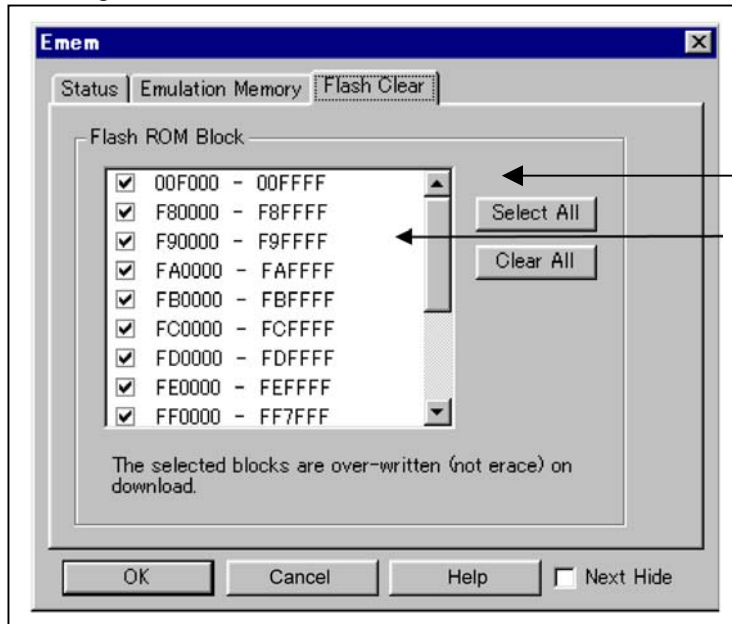 Emem
Status Emulation Memory Flash Clear
Flash ROM Block
00F000 - 00FFFF
F80000 - F8FFFF
F90000 - F9FFFF
FA0000 - FAFFFF
FB0000 - FBFFFF
FC0000 - FCFFFF
FD0000 - FDFFFF
FE0000 - FEFFFF
FF0000 - FF7FFF
Select All
Clear All
The selected blocks are over-written (not erace) on
download.
OK Cancel Help Next Hide